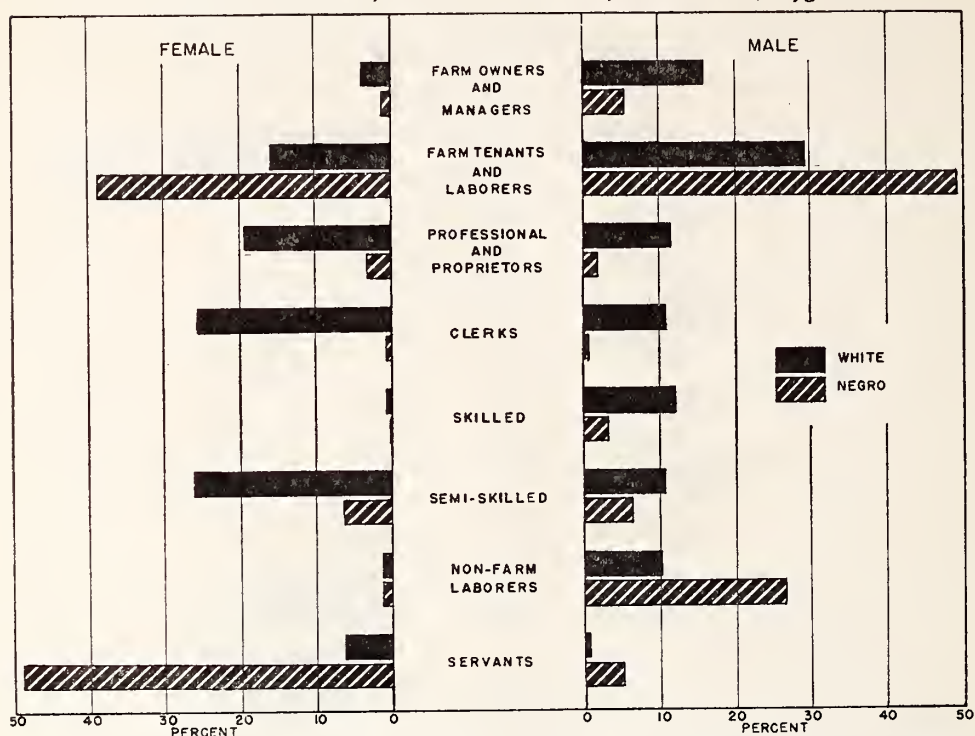 FEMALE
MALE
FARM OWNERS
AND
MANAGERS
FARM TENANTS
AND
LABORERS
PROFESSIONAL
AND
PROPRIETORS
CLERKS
SKILLED
SEMI-SKILLED
NON-FARM
LABORERS
SERVANTS
WHITE
NEGRO
50 40 30 20 10 0
PERCENT
0 10 20 30 40 50
PERCENT